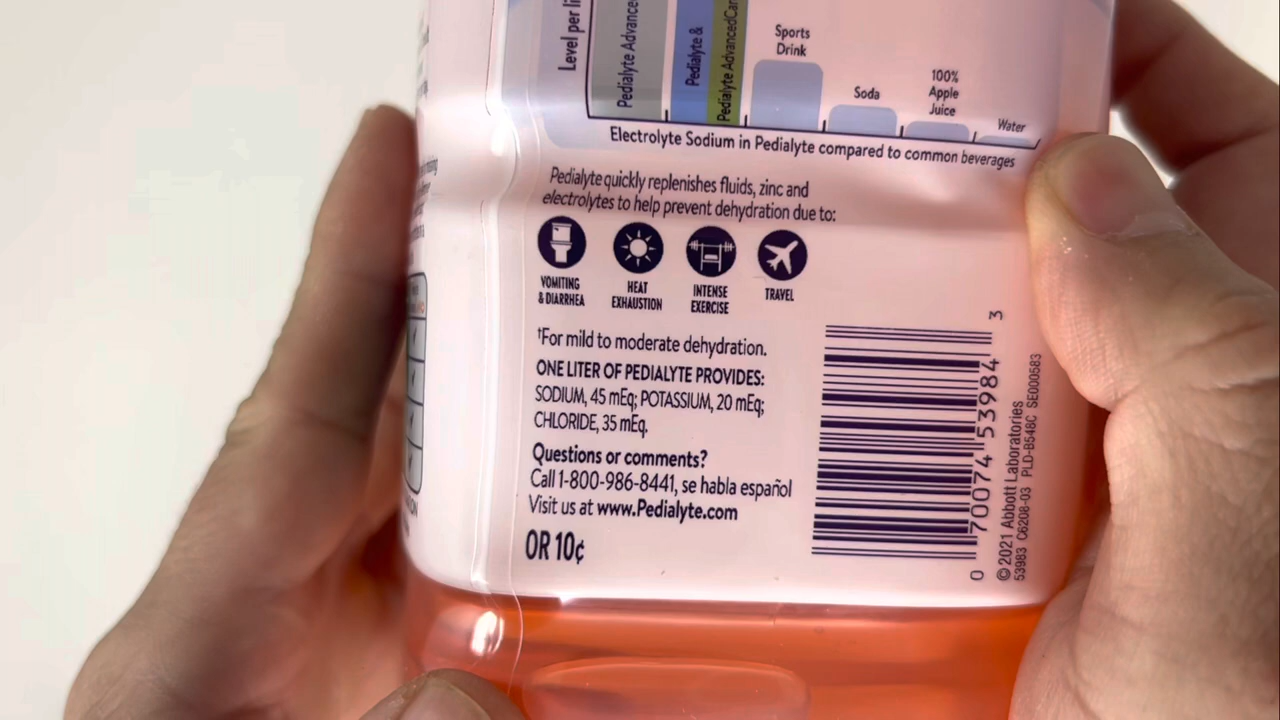 Level per li
Pedialyte Advance
Pedialyte &
Pedialyte AdvancedCar
Sports
Drink
Soda
100%
Apple
Juice
Water
Electrolyte Sodium in Pedialyte compared to common beverages
Pedialyte quickly replenishes fluids, zinc and
electrolytes to help prevent dehydration due to:
VOMITING
& DIARRHEA
HEAT
EXHAUSTION
INTENSE
EXERCISE
TRAVEL
†For mild to moderate dehydration.
ONE LITER OF PEDIALYTE PROVIDES:
SODIUM, 45 mEq; POTASSIUM, 20 mEq;
CHLORIDE, 35 mEq.
Questions or comments?
Call 1-800-986-8441, se habla español
Visit us at www.Pedialyte.com
OR 10¢
0 70074 53984 3
© 2021 Abbott Laboratories
53983 C6208-03 PLD-B548C SE000583